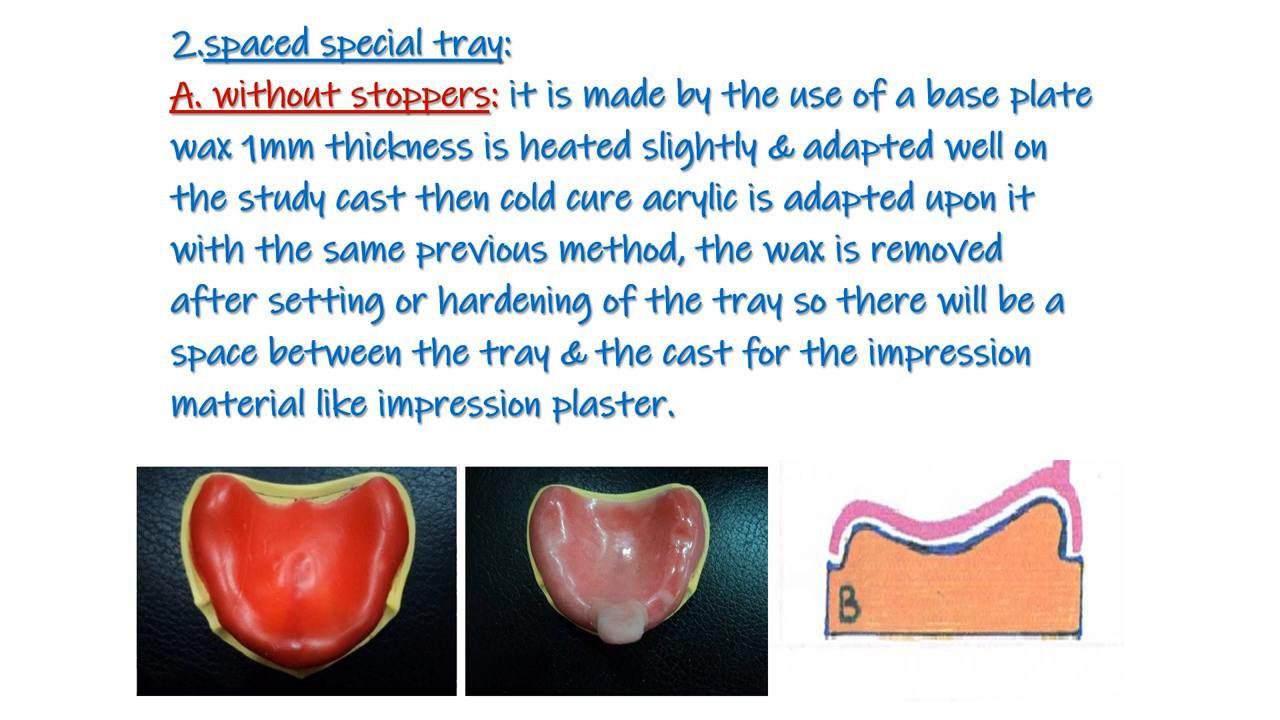 2.spaced special tray:
A. without stoppers: it is made by the use of a base plate
wax 1mm thickness is heated slightly & adapted well on
the study cast then cold cure acrylic is adapted upon it
with the same previous method, the wax is removed
after setting or hardening of the tray so there will be a
space between the tray & the cast for the impression
material like impression plaster.
B